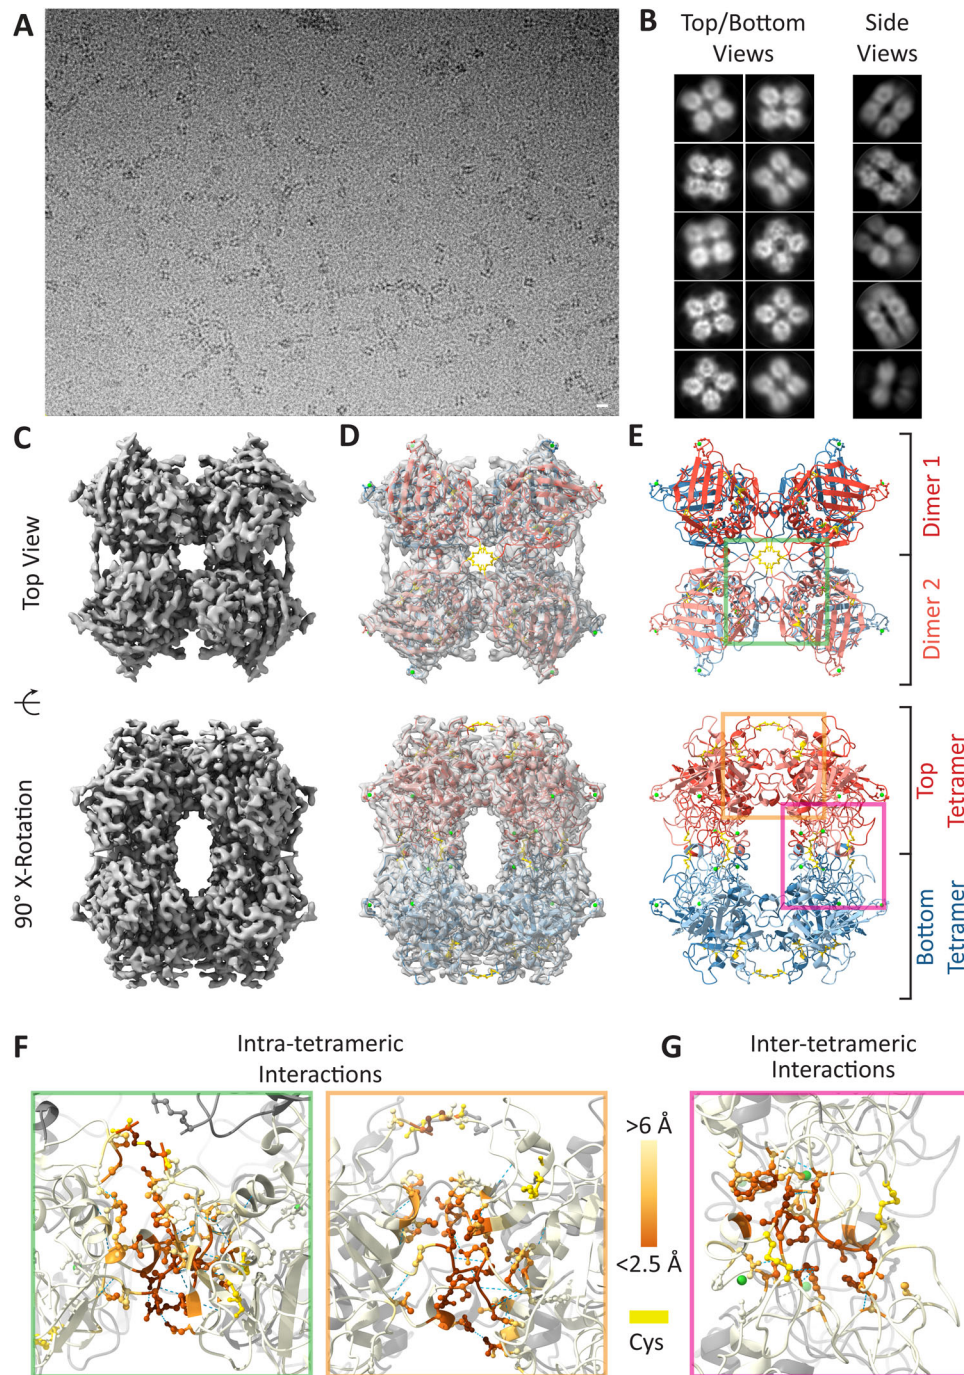 A
B
Top/Bottom
Views
Side
Views
C
D
E
Top View
Dimer 1
Dimer 2
90° X-Rotation
Top
Tetramer
Bottom
Tetramer
F
Intra-tetrameric
Interactions
G
Inter-tetrameric
Interactions
>6 Å
<2.5 Å
Cys